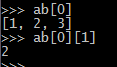 >>> ab[0]
[1, 2, 3]
>>> ab[0][1]
2
>>>